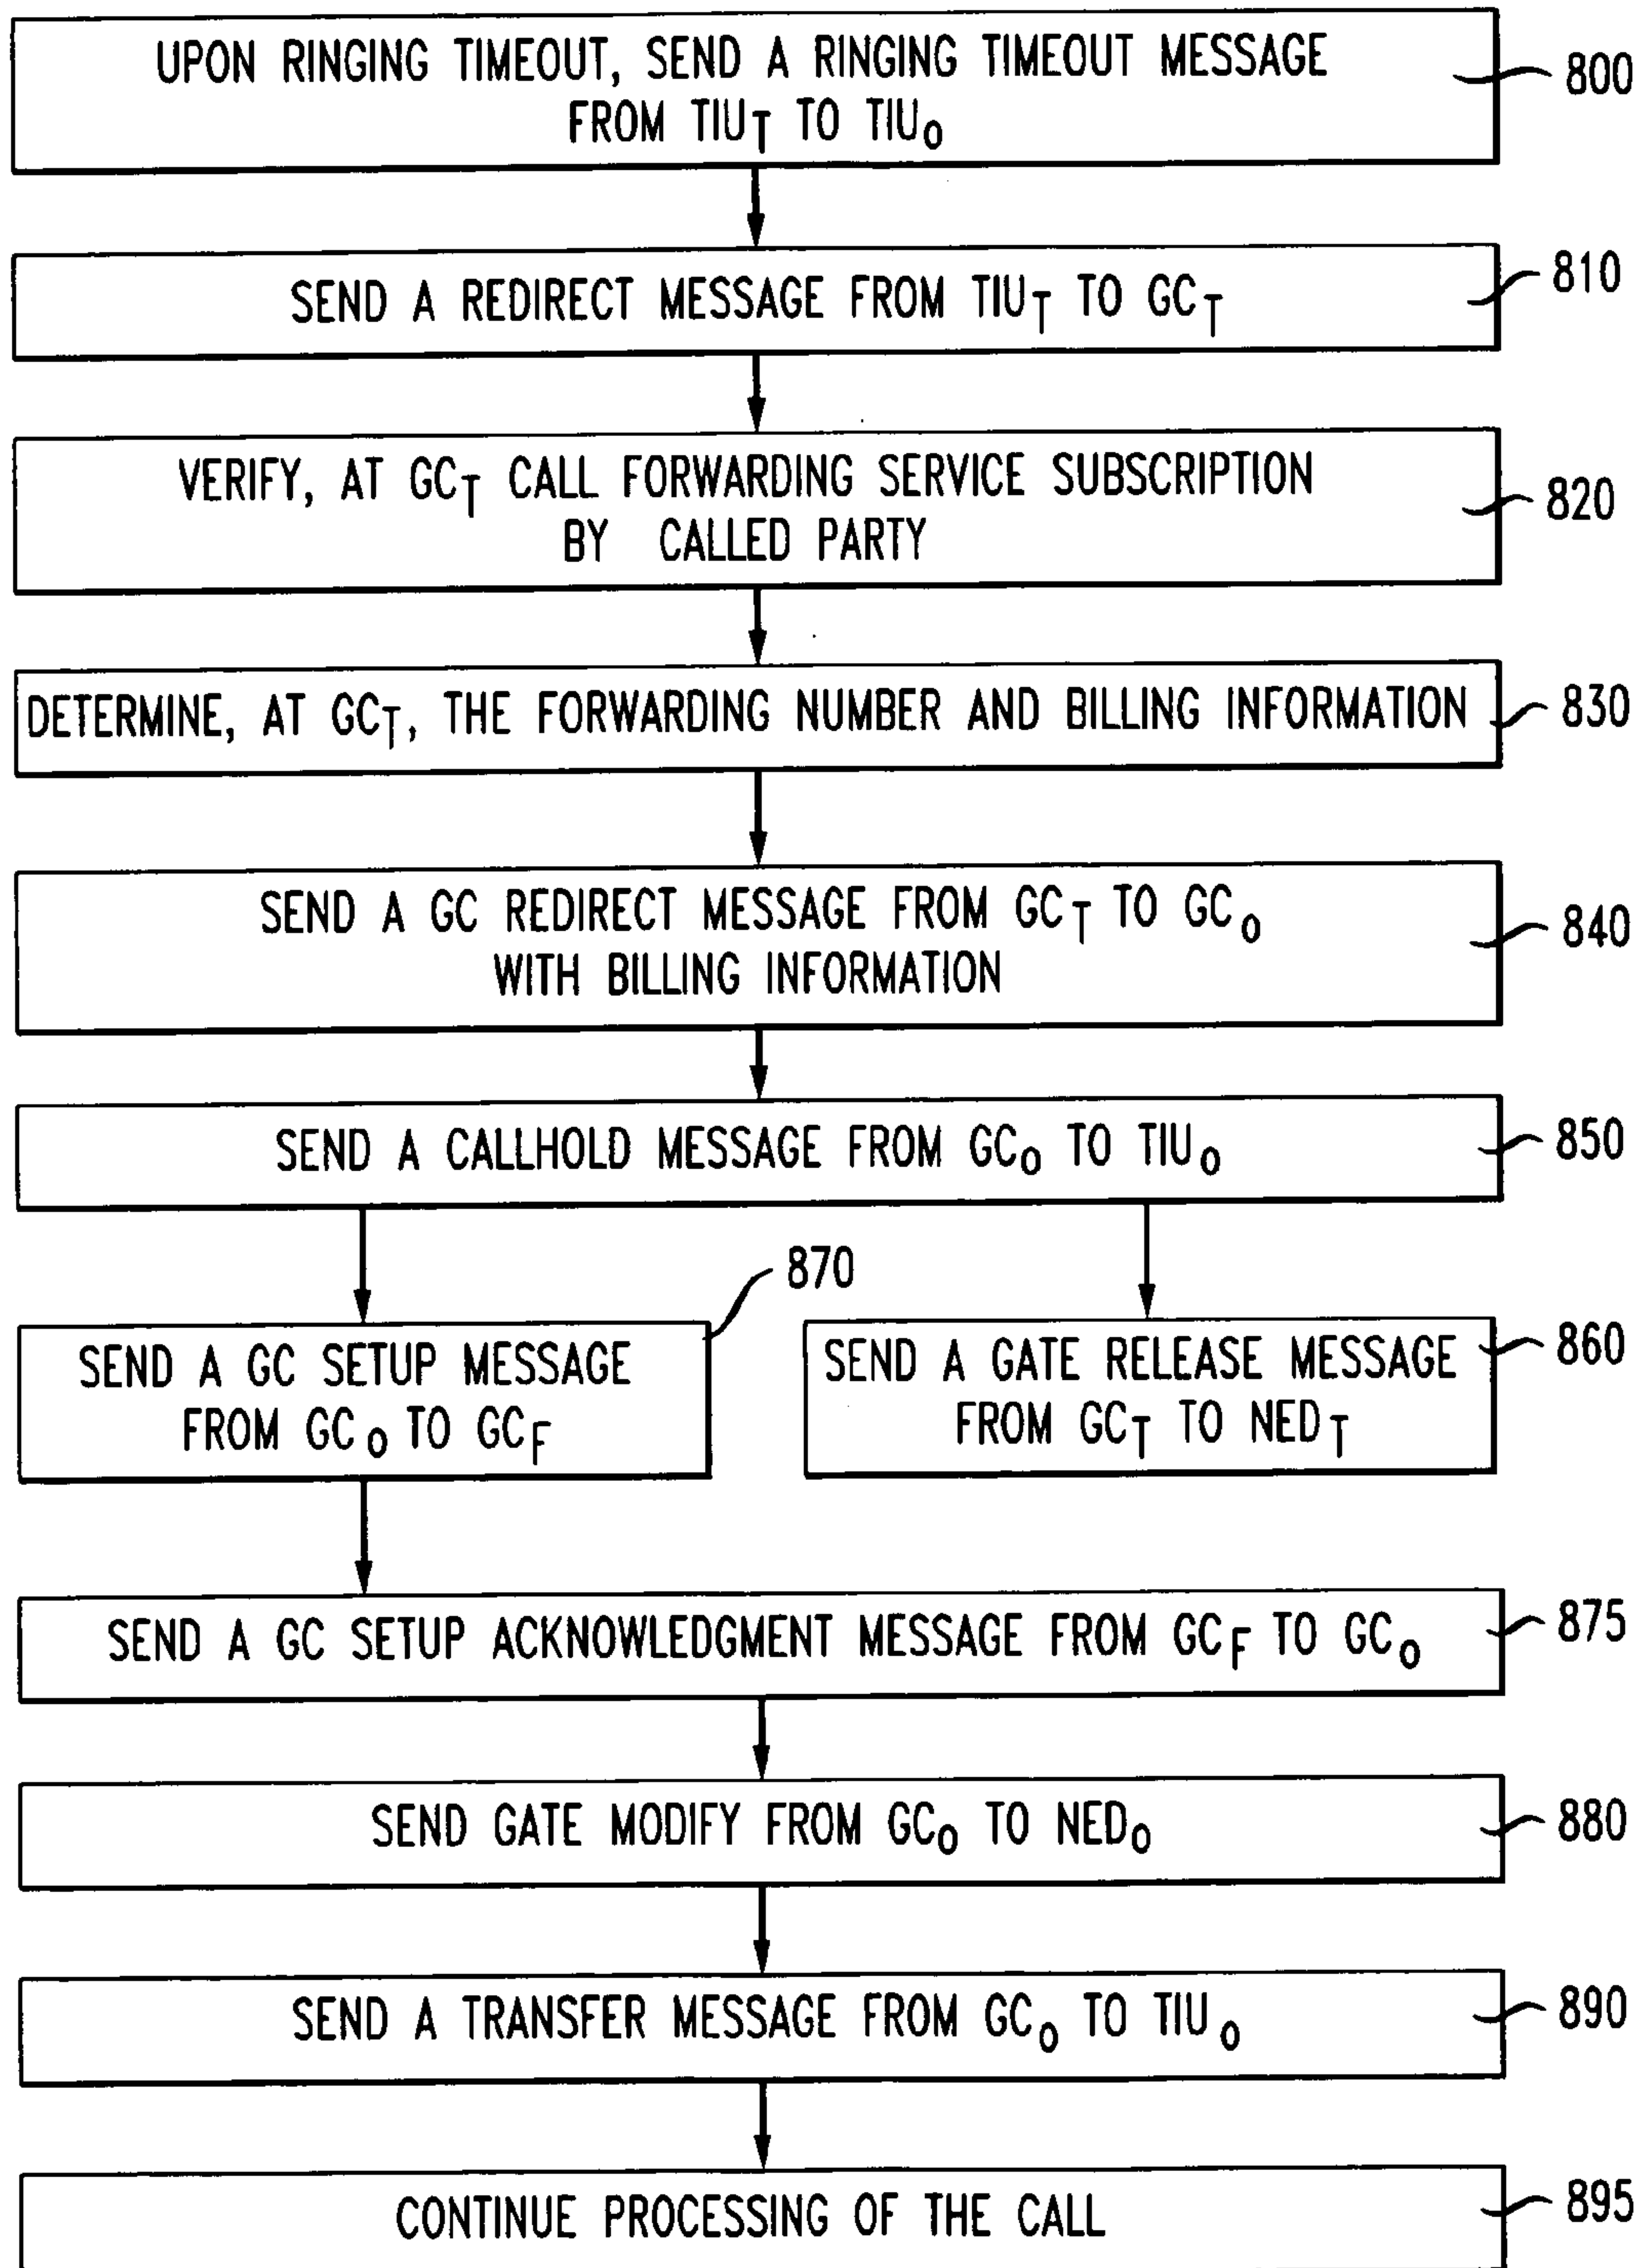 UPON RINGING TIMEOUT, SEND A RINGING TIMEOUT MESSAGE
FROM TIUT TO TIUO
800
SEND A REDIRECT MESSAGE FROM TIUT TO GCT
810
VERIFY, AT GCT CALL FORWARDING SERVICE SUBSCRIPTION
BY CALLED PARTY
820
DETERMINE, AT GCT, THE FORWARDING NUMBER AND BILLING INFORMATION
830
SEND A GC REDIRECT MESSAGE FROM GCT TO GCO
WITH BILLING INFORMATION
840
SEND A CALLHOLD MESSAGE FROM GCO TO TIUO
850
870
SEND A GC SETUP MESSAGE
FROM GCO TO GCF
SEND A GATE RELEASE MESSAGE
FROM GCT TO NEDT
860
SEND A GC SETUP ACKNOWLEDGMENT MESSAGE FROM GCF TO GCO
875
SEND GATE MODIFY FROM GCO TO NEDO
880
SEND A TRANSFER MESSAGE FROM GCO TO TIUO
890
CONTINUE PROCESSING OF THE CALL
895